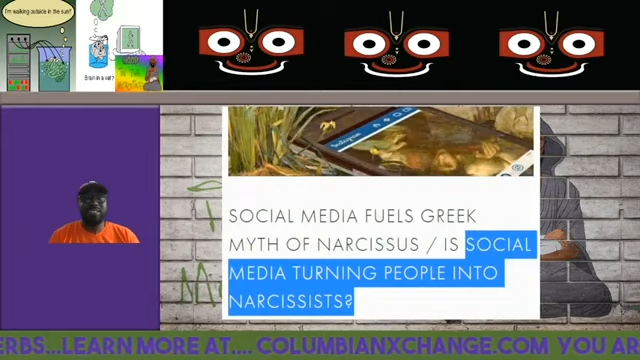 I'm walking outside in the sun!!
Brain in a vat?
Instagram
SOCIAL MEDIA FUELS GREEK
MYTH OF NARCISSUS / IS SOCIAL
MEDIA TURNING PEOPLE INTO
NARCISSISTS?
ERBS...LEARN MORE AT.... COLUMBIANXCHANGE.COM YOU AR